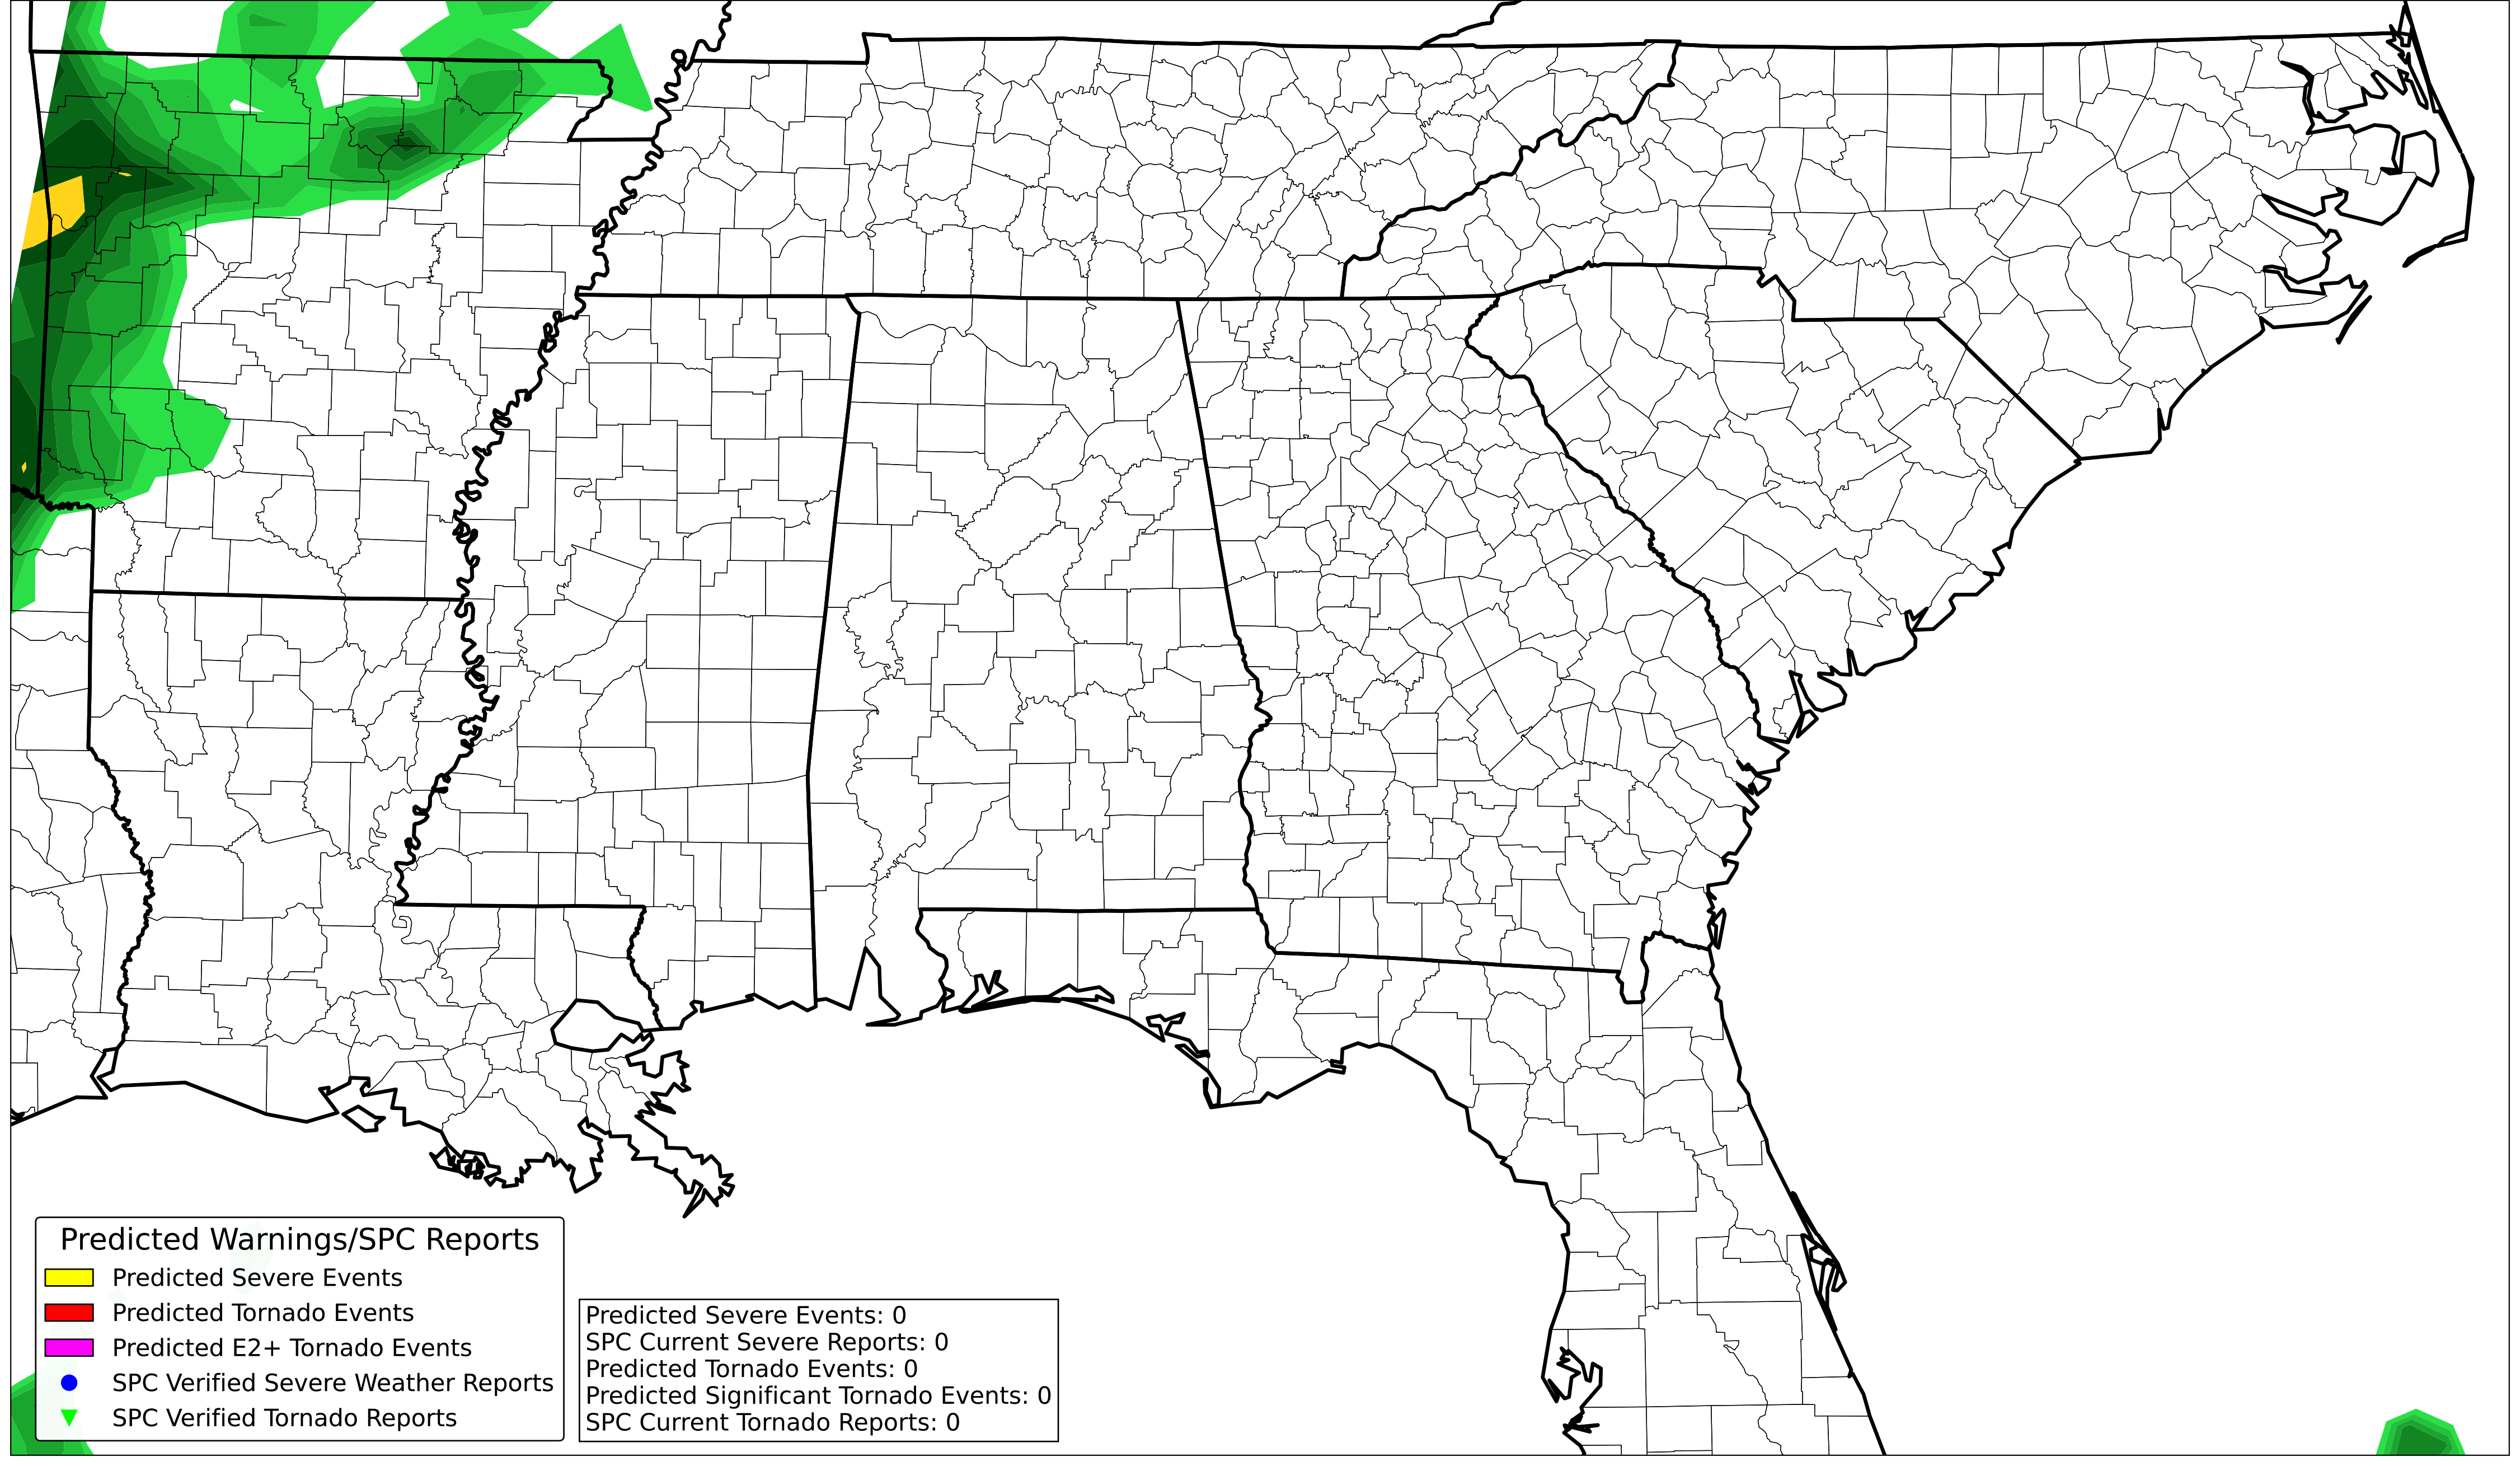 Predicted Warnings/SPC Reports
Predicted Severe Events
Predicted Tornado Events
Predicted E2+ Tornado Events
SPC Verified Severe Weather Reports
SPC Verified Tornado Reports
Predicted Severe Events: 0
SPC Current Severe Reports: 0
Predicted Tornado Events: 0
Predicted Significant Tornado Events: 0
SPC Current Tornado Reports: 0